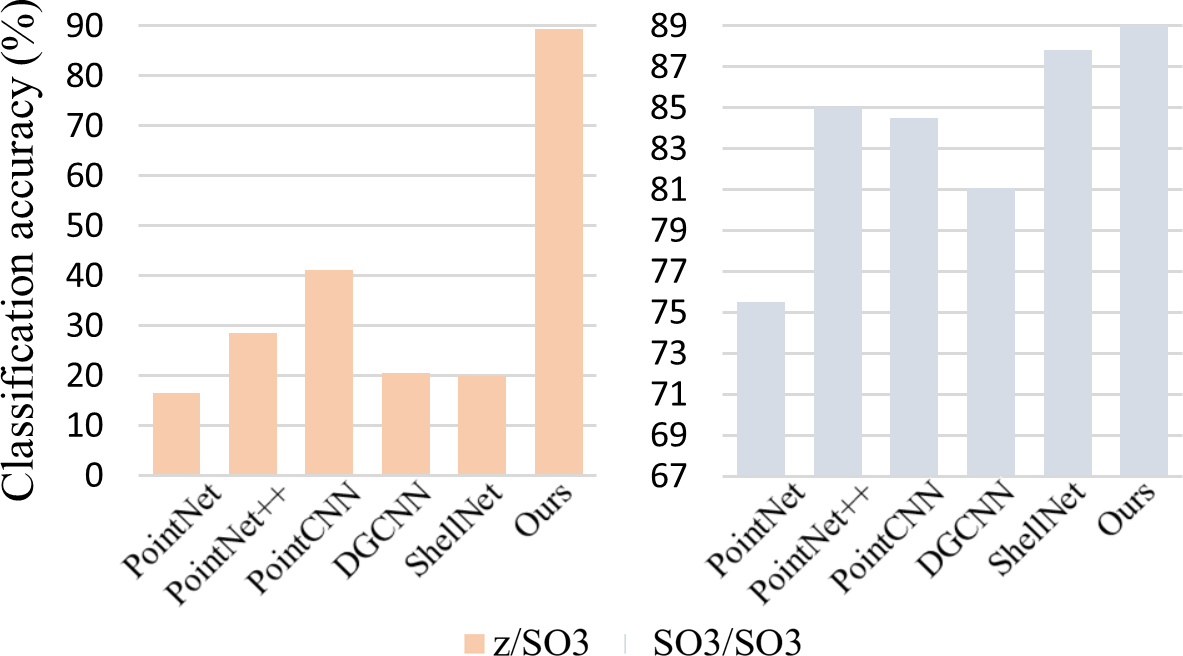 Classification accuracy (%)
90
80
70
60
50
40
30
20
10
0
PointNet
PointNet++
PointCNN
DGCNN
ShellNet
Ours
89
87
85
83
81
79
77
75
73
71
69
67
PointNet
PointNet++
PointCNN
DGCNN
ShellNet
Ours
z/SO3 SO3/SO3